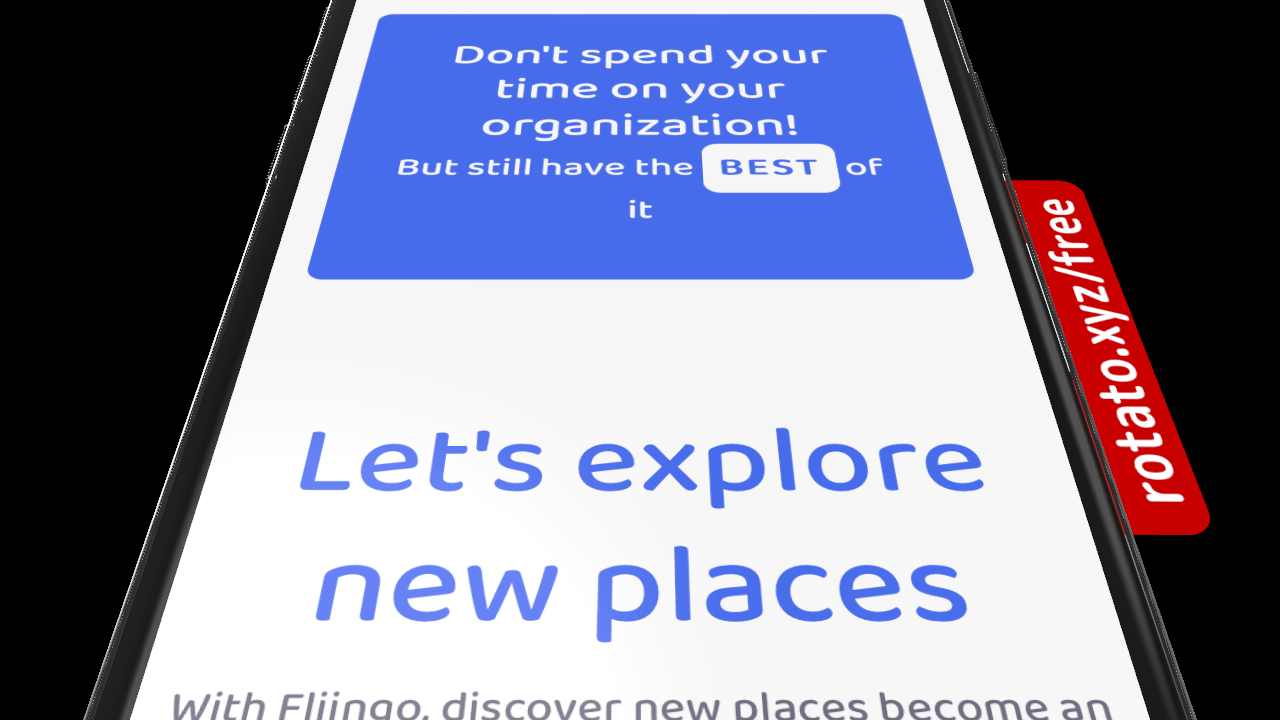 Don't spend your
time on your
organization!
But still have the BEST of
it
rotato.xyz/free
Let's explore
new places
With Fliingo, discover new places become an